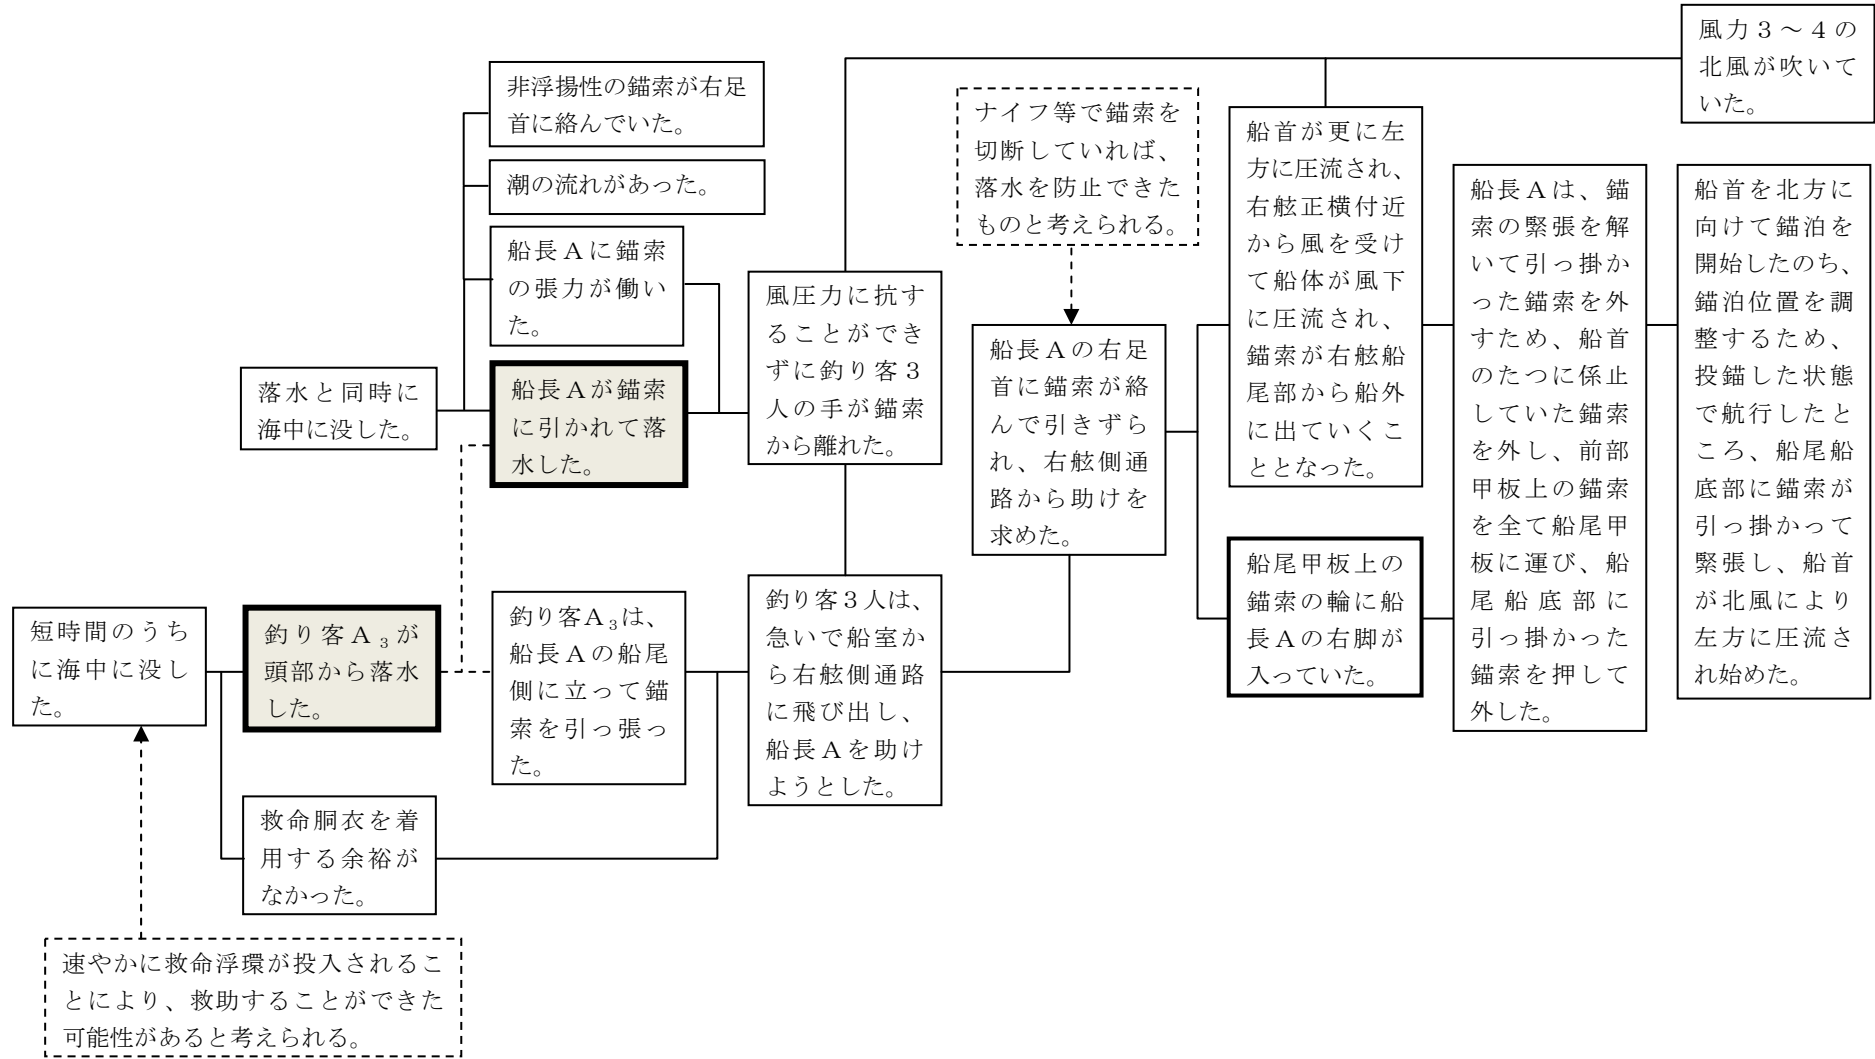 風力３～４の
北風が吹いて
いた。
非浮揚性の錨索が右足
首に絡んでいた。
潮の流れがあった。
船長Ａに錨索
の張力が働い
た。
船長Ａが錨索
に引かれて落
水した。
落水と同時に
海中に没した。
風圧力に抗す
ることができ
ずに釣り客３
人の手が錨索
から離れた。
ナイフ等で錨索を
切断していれば、
落水を防止できた
ものと考えられる。
船長Ａの右足
首に錨索が絡
んで引きずら
れ、右舷側通
路から助けを
求めた。
船首が更に左
方に圧流され、
右舷正横付近
から風を受け
て船体が風下
に圧流され、
錨索が右舷船
尾部から船外
に出ていくこ
ととなった。
船尾甲板上の
錨索の輪に船
長Ａの右脚が
入っていた。
船長Ａは、錨
索の緊張を解
いて引っ掛か
った錨索を外
すため、船首
のたつに係止
していた錨索
を外し、前部
甲板上の錨索
を全て船尾甲
板に運び、船
尾船底部に
引っ掛かった
錨索を押して
外した。
船首を北方に
向けて錨泊を
開始したのち、
錨泊位置を調
整するため、
投錨した状態
で航行したと
ころ、船尾船
底部に錨索が
引っ掛かって
緊張し、船首
が北風により
左方に圧流さ
れ始めた。
短時間のうち
に海中に没し
た。
釣り客Ａ₃が
頭部から落水
した。
釣り客Ａ₃は、
船長Ａの船尾
側に立って錨
索を引っ張っ
た。
釣り客３人は、
急いで船室か
ら右舷側通路
に飛び出し、
船長Ａを助け
ようとした。
救命胴衣を着
用する余裕が
なかった。
速やかに救命浮環が投入されるこ
とにより、救助することができた
可能性があると考えられる。